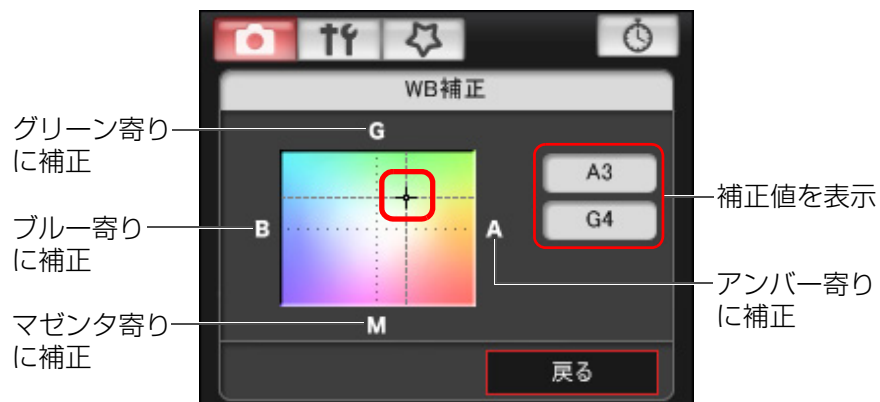 WB補正
グリーン寄り
に補正
G
A3
補正値を表示
G4
ブルー寄り
に補正
B
A
アンバー寄り
に補正
マゼンタ寄り
に補正
M
戻る